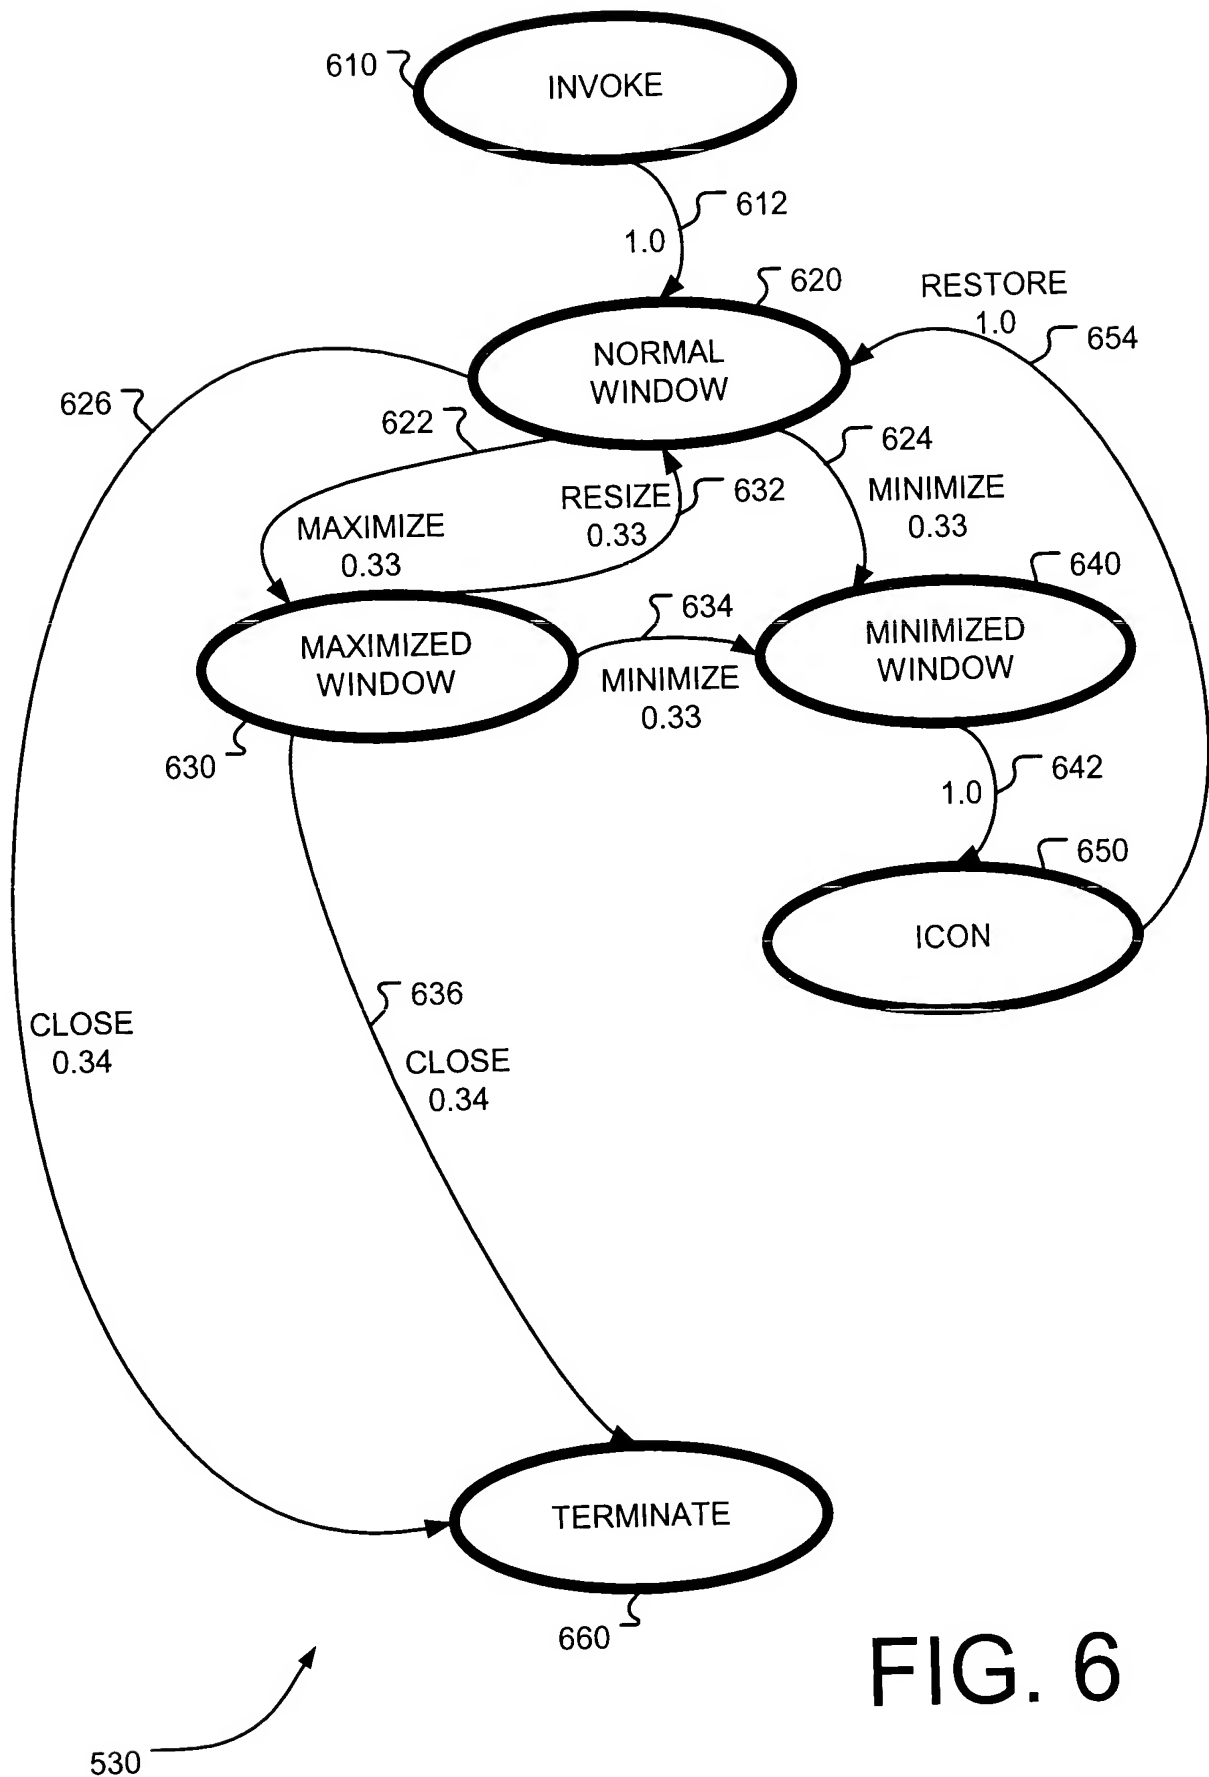 610
INVOKE
612
1.0
620
RESTORE
1.0
654
NORMAL
WINDOW
626
622
624
MINIMIZE
0.33
RESIZE
0.33
632
MAXIMIZE
0.33
640
634
MAXIMIZED
WINDOW
MINIMIZED
WINDOW
MINIMIZE
0.33
630
642
1.0
650
ICON
636
CLOSE
0.34
CLOSE
0.34
TERMINATE
660
FIG. 6
530